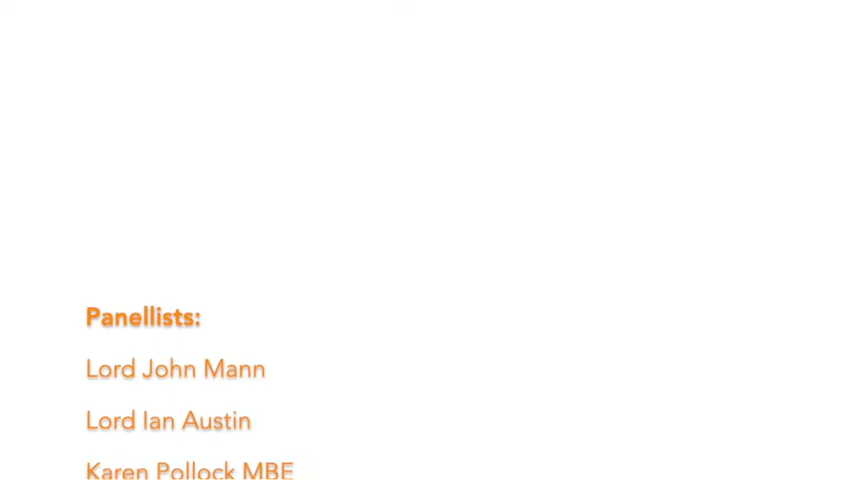 Panellists:
Lord John Mann
Lord Ian Austin
Karen Pollock MBE